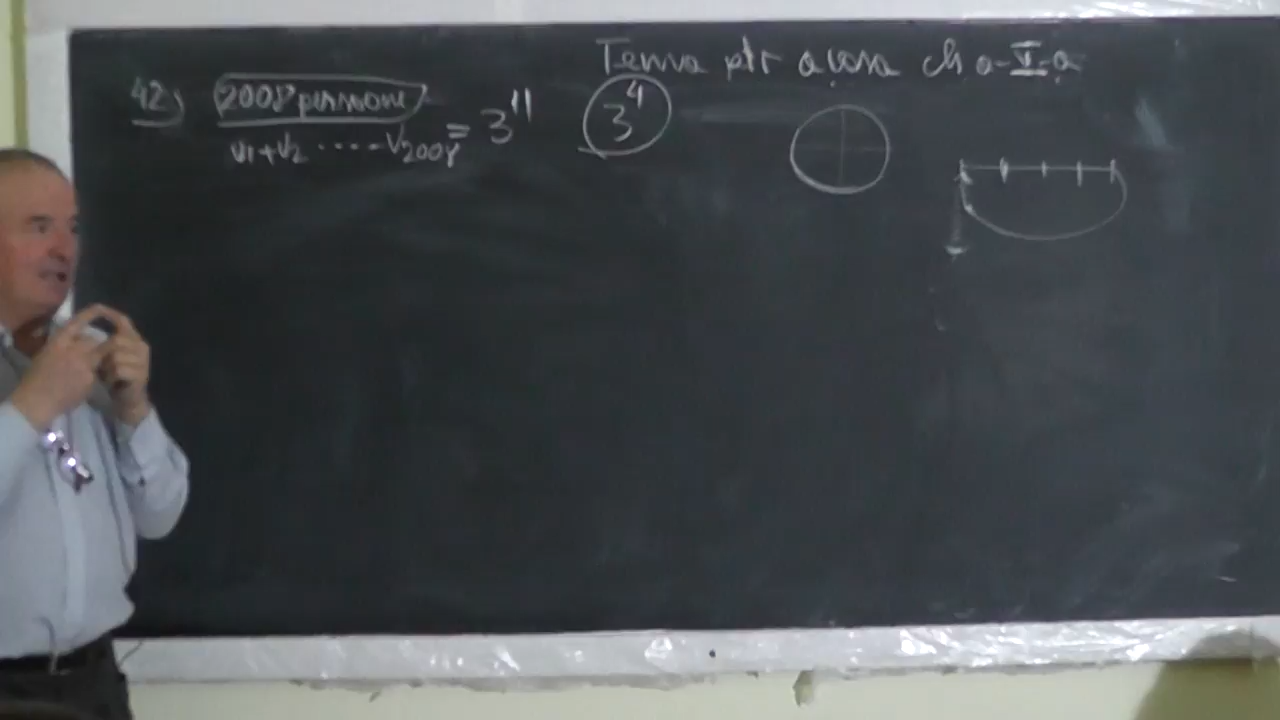 Tema ptr acasa cl. a-V-a
42) 2008 persoane
v1+v2 ....-V2008 = 3^11
3^4